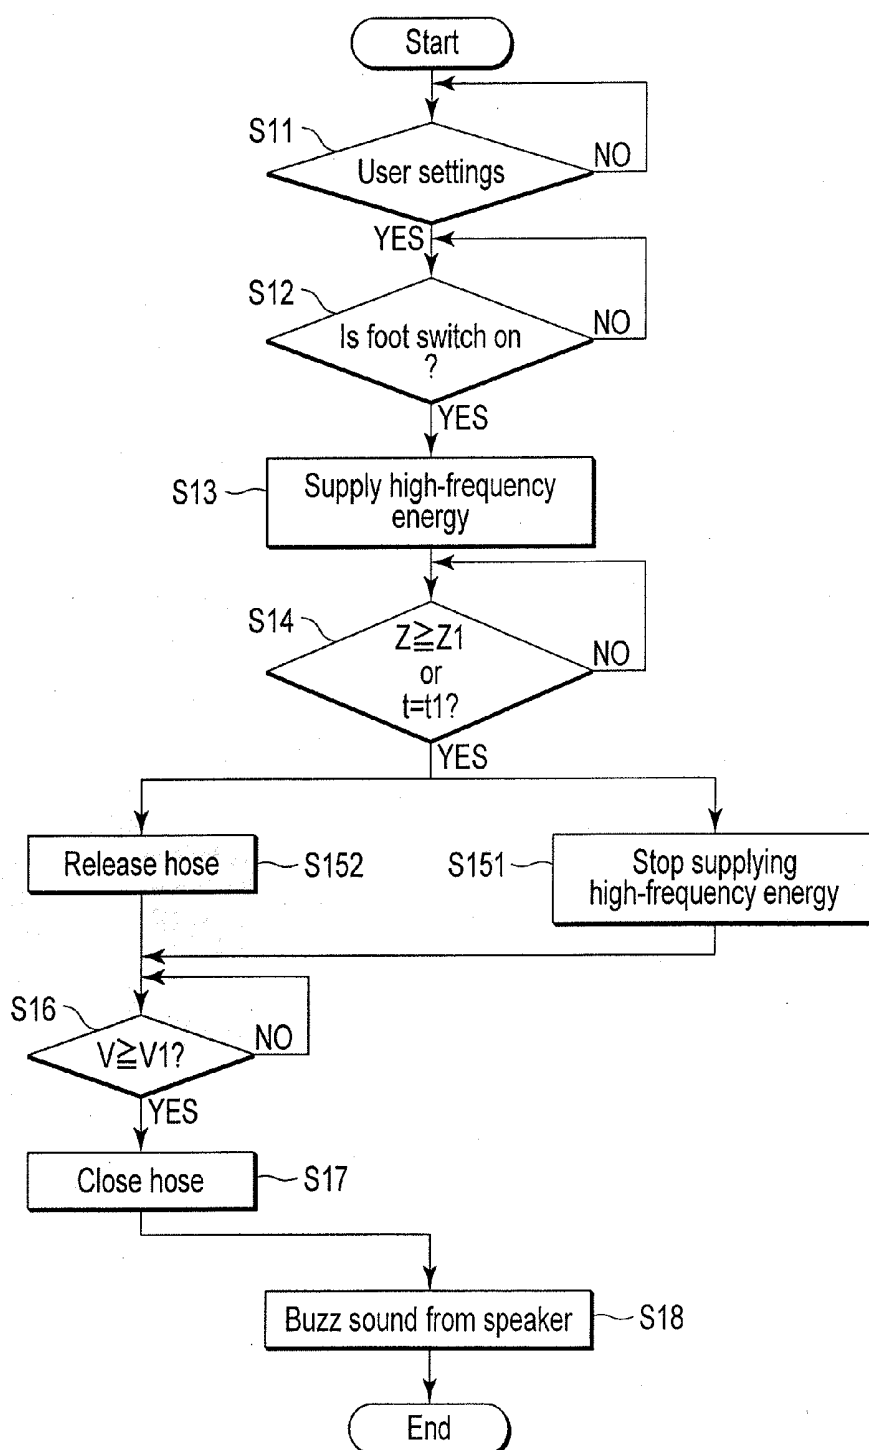 Start
S11
User settings
NO
YES
S12
Is foot switch on
?
NO
YES
S13
Supply high-frequency
energy
S14
Z≧Z1
or
t=t1?
NO
YES
Release hose
S152
S151
Stop supplying
high-frequency energy
S16
V≧V1?
NO
YES
Close hose
S17
Buzz sound from speaker
S18
End